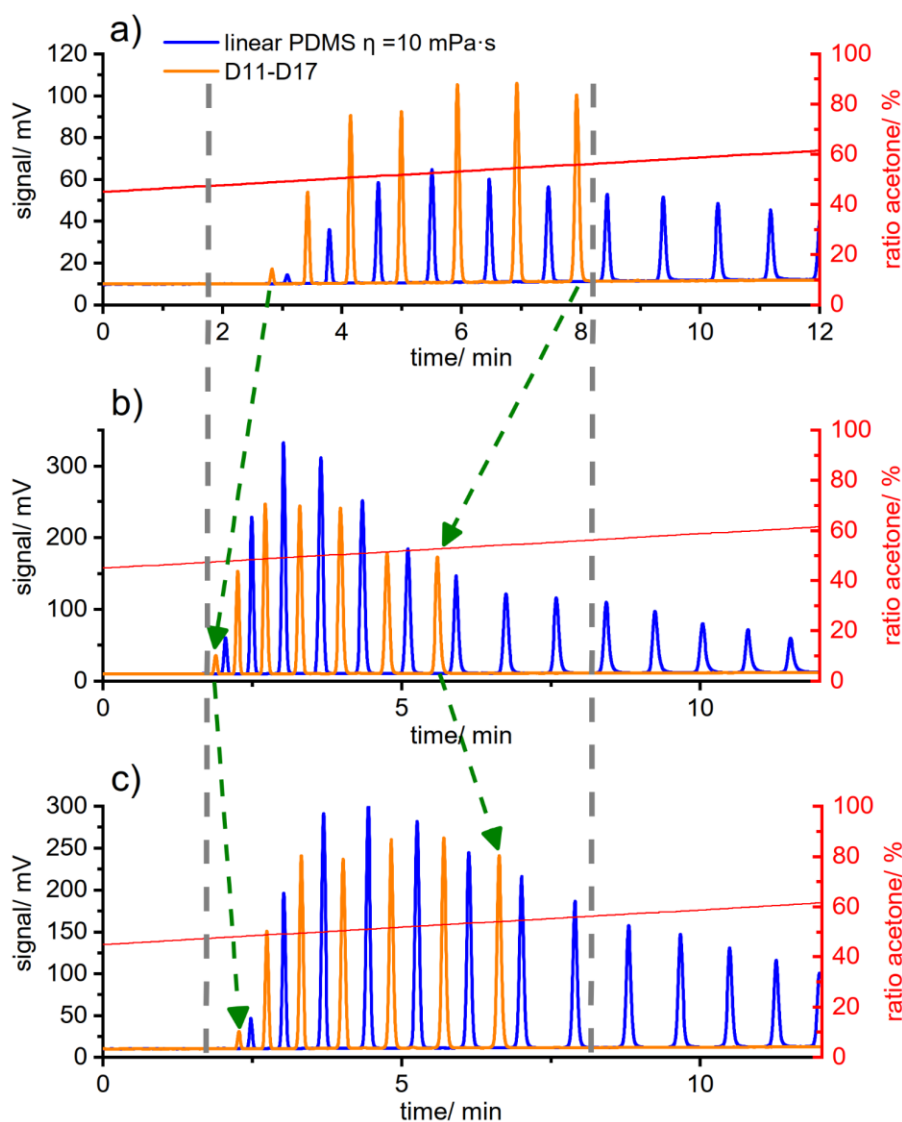 a)
linear PDMS η =10 mPa·s
D11-D17
120
100
80
60
40
20
0
signal/ mV
100
80
60
40
20
0
ratio acetone/ %
0 2 4 6 8 10 12
time/ min
b)
300
200
100
0
signal/ mV
100
80
60
40
20
0
ratio acetone/ %
0 5 10
time/ min
c)
300
250
200
150
100
50
0
signal/ mV
100
80
60
40
20
0
ratio acetone/ %
0 5 10
time/ min